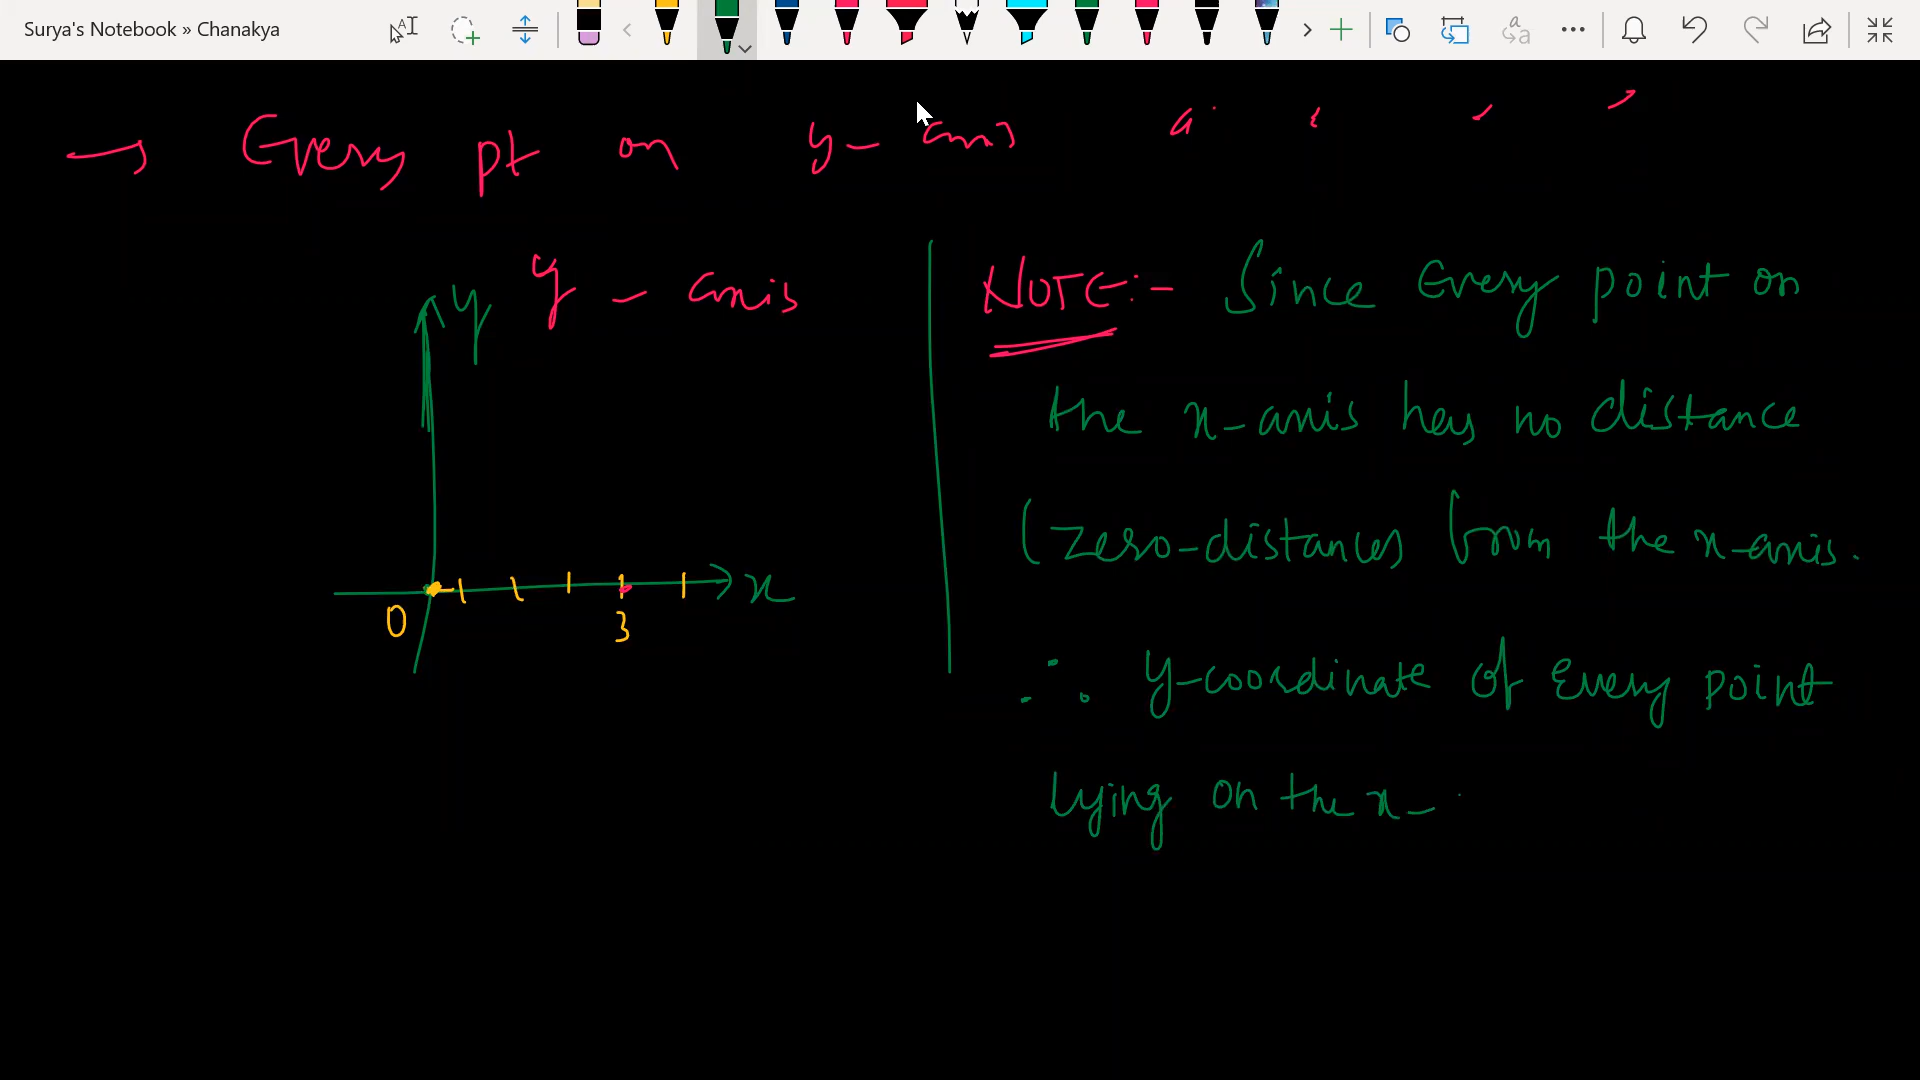 Surya's Notebook » Chanakya
→ Every pt on y-axis
y-axis
y
x
0
3
NOTE:- Since Every point on
the x-axis has no distance
(zero-distances from the x-axis.
∴ y-coordinate of Every point
lying on the x-